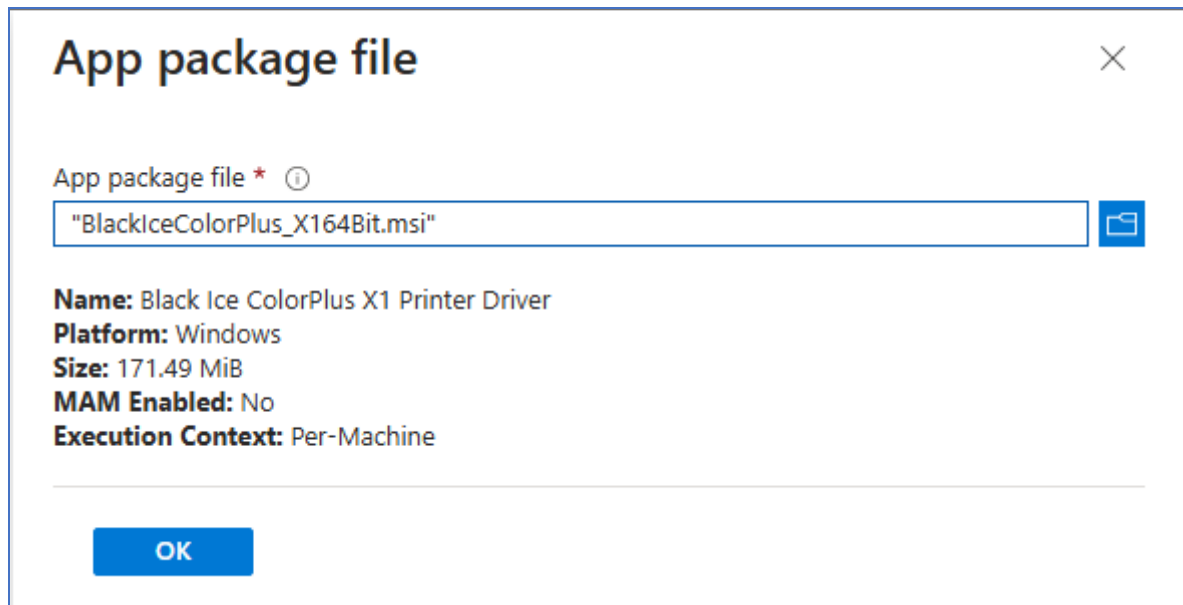 App package file
App package file *
"BlackIceColorPlus_X164Bit.msi"
Name: Black Ice ColorPlus X1 Printer Driver
Platform: Windows
Size: 171.49 MiB
MAM Enabled: No
Execution Context: Per-Machine
OK